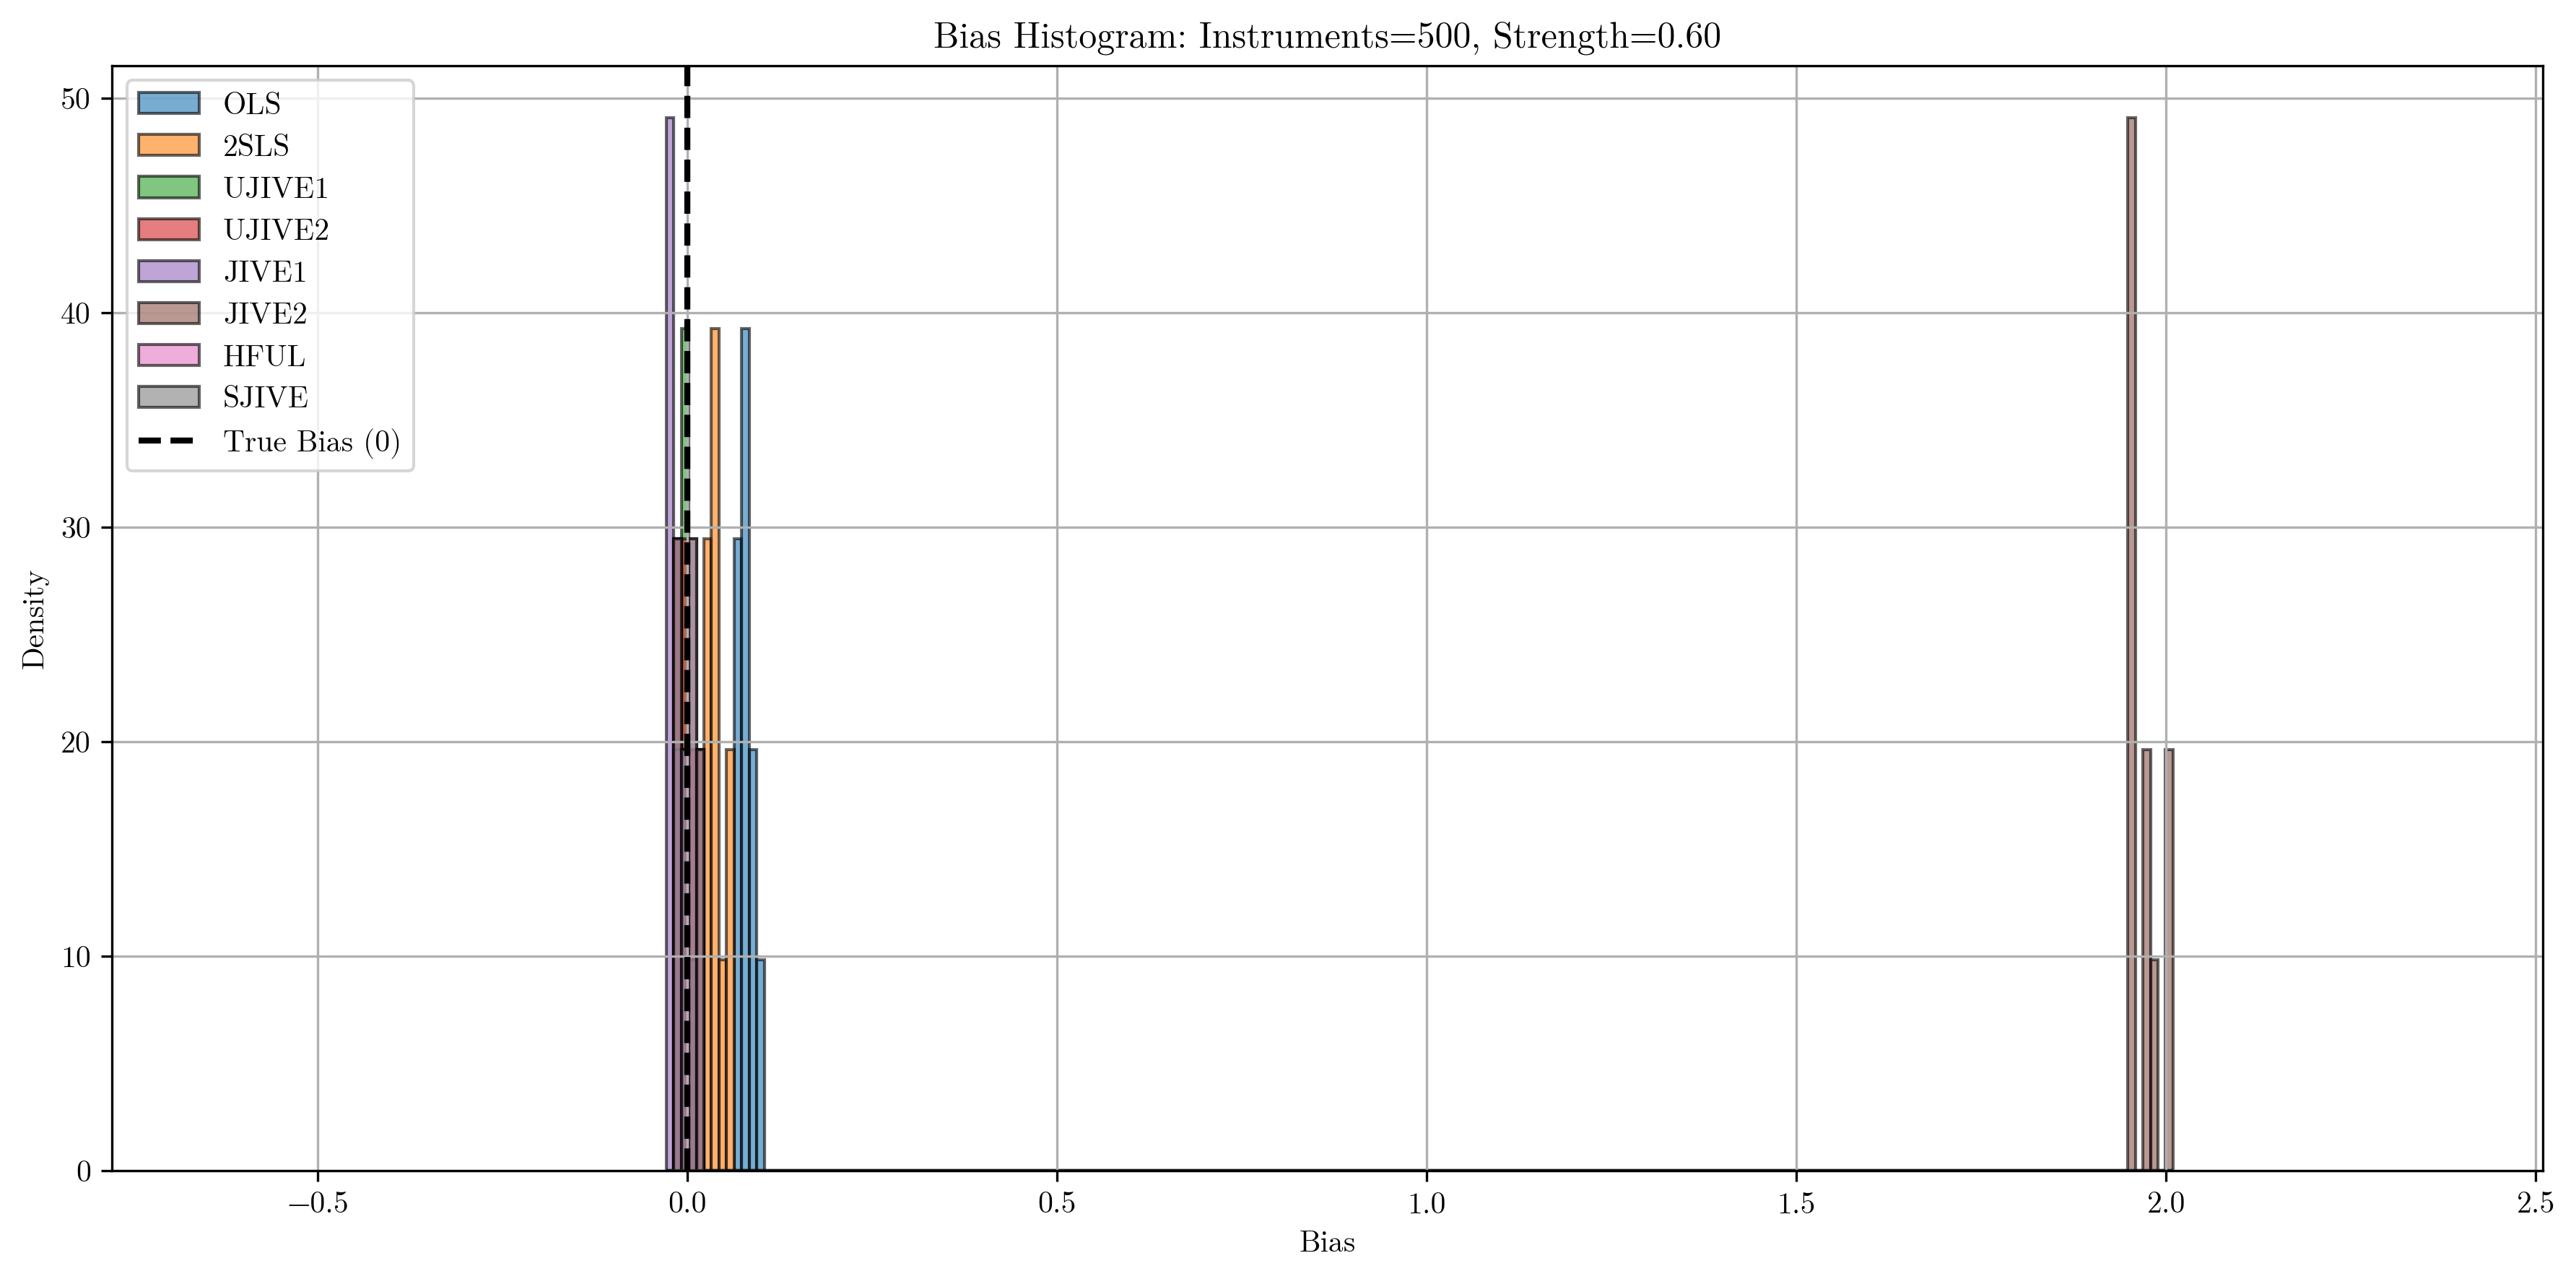 Bias Histogram: Instruments=500, Strength=0.60
50
40
30
20
10
0
Density
OLS
2SLS
UJIVE1
UJIVE2
JIVE1
JIVE2
HFUL
SJIVE
True Bias (0)
−0.5 0.0 0.5 1.0 1.5 2.0 2.5
Bias